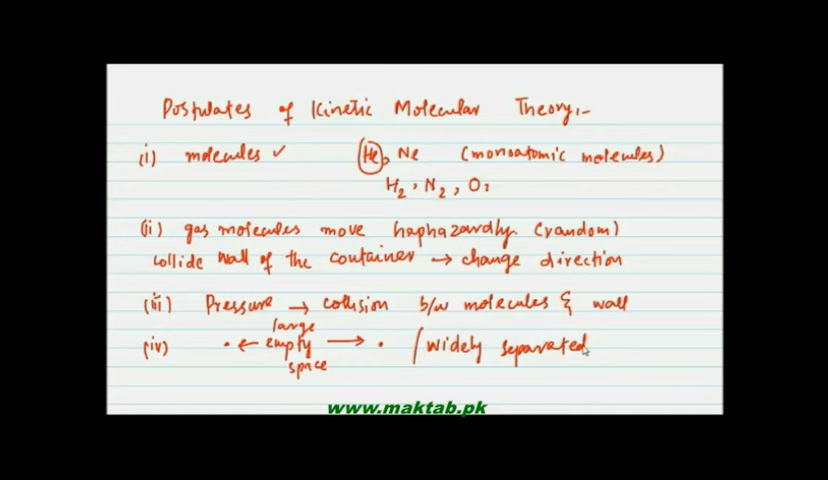 Postulates of Kinetic Molecular Theory:-
(i) molecules ✓ He, Ne (monoatomic molecules)
H₂, N₂, O₂
(ii) gas molecules move haphazardly (random)
collide wall of the container → change direction
(iii) Pressure → collision b/w molecules & wall
large
(iv) · ← empty → · / widely separated
space
www.maktab.pk